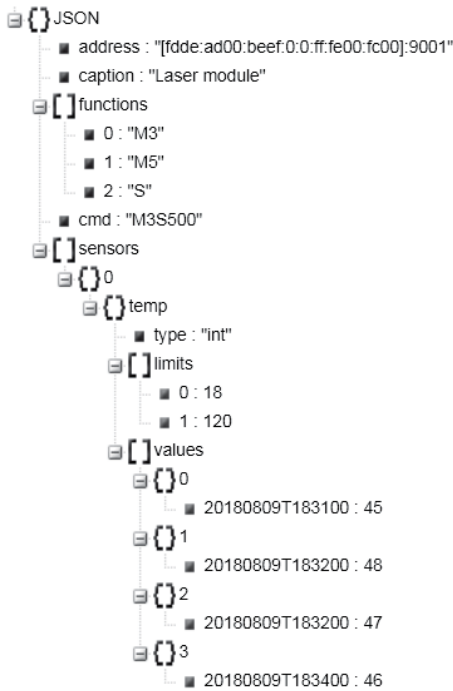 JSON
address : "[fdde:ad00:beef:0:0:ff:fe00:fc00]:9001"
caption : "Laser module"
functions
0 : "M3"
1 : "M5"
2 : "S"
cmd : "M3S500"
sensors
0
temp
type : "int"
limits
0 : 18
1 : 120
values
0
20180809T183100 : 45
1
20180809T183200 : 48
2
20180809T183200 : 47
3
20180809T183400 : 46